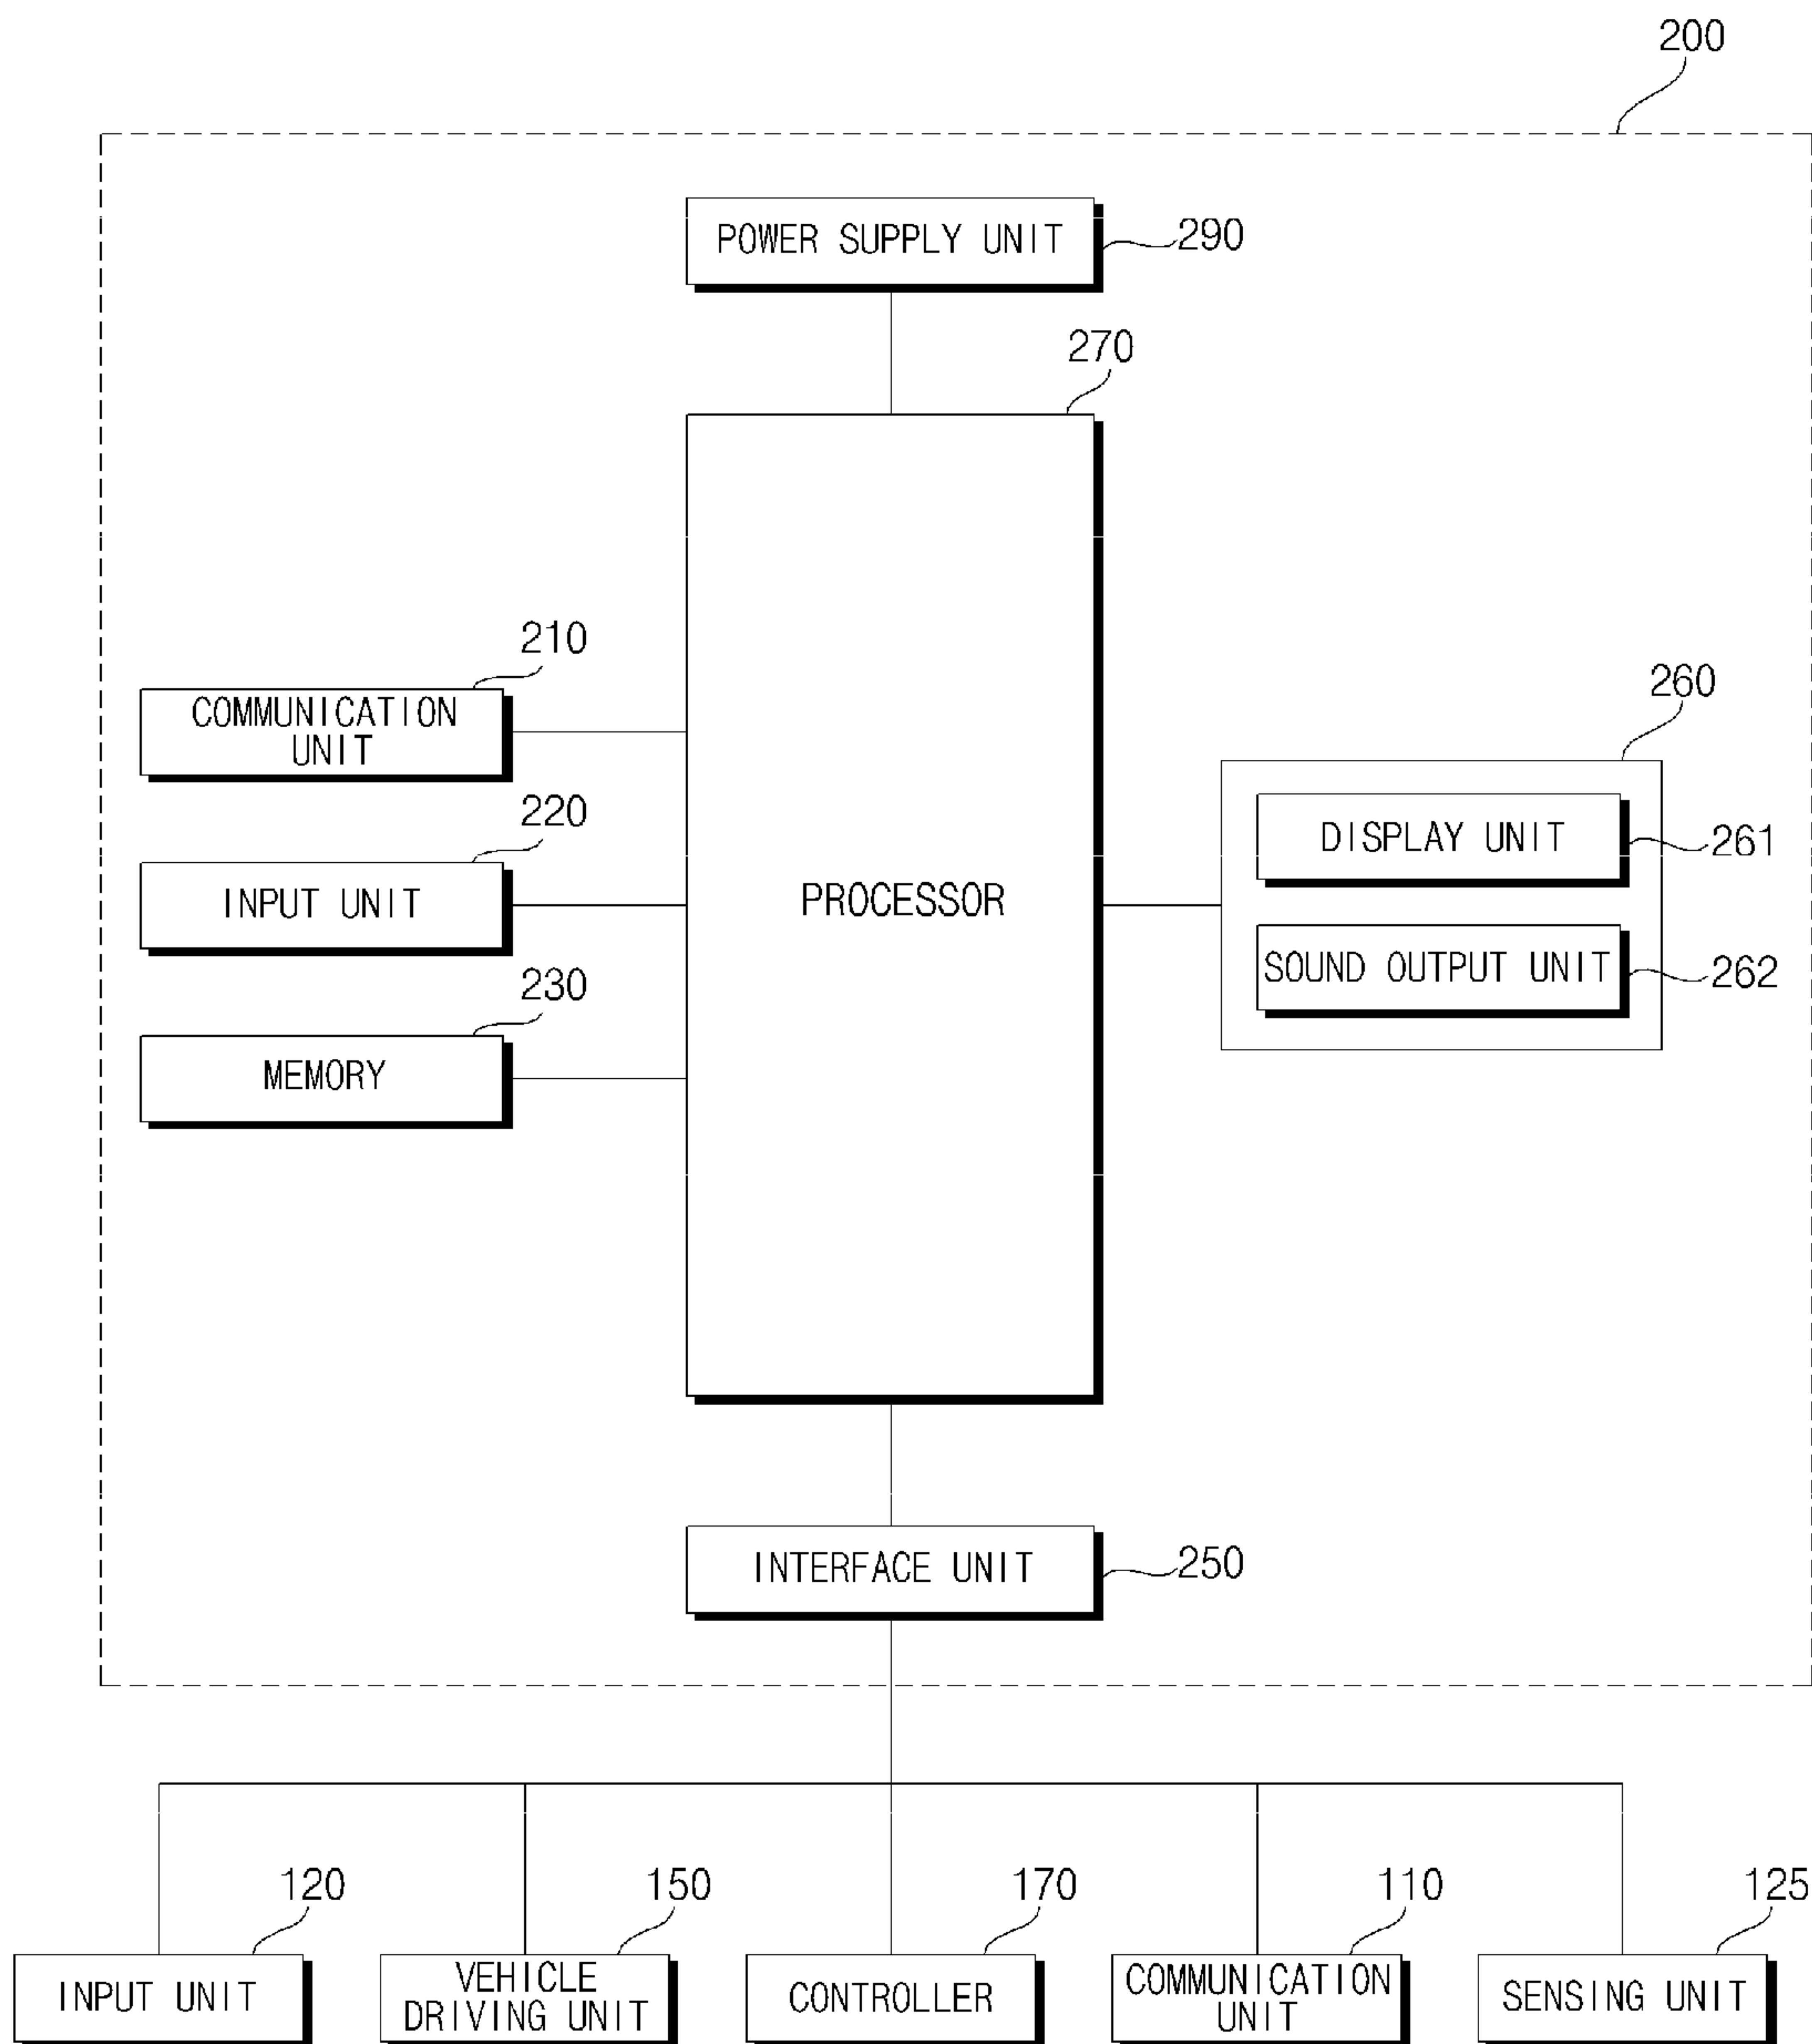 200
POWER SUPPLY UNIT
290
270
210
COMMUNICATION
UNIT
260
220
DISPLAY UNIT
261
INPUT UNIT
PROCESSOR
SOUND OUTPUT UNIT
262
230
MEMORY
INTERFACE UNIT
250
120
150
170
110
125
INPUT UNIT
VEHICLE
DRIVING UNIT
CONTROLLER
COMMUNICATION
UNIT
SENSING UNIT